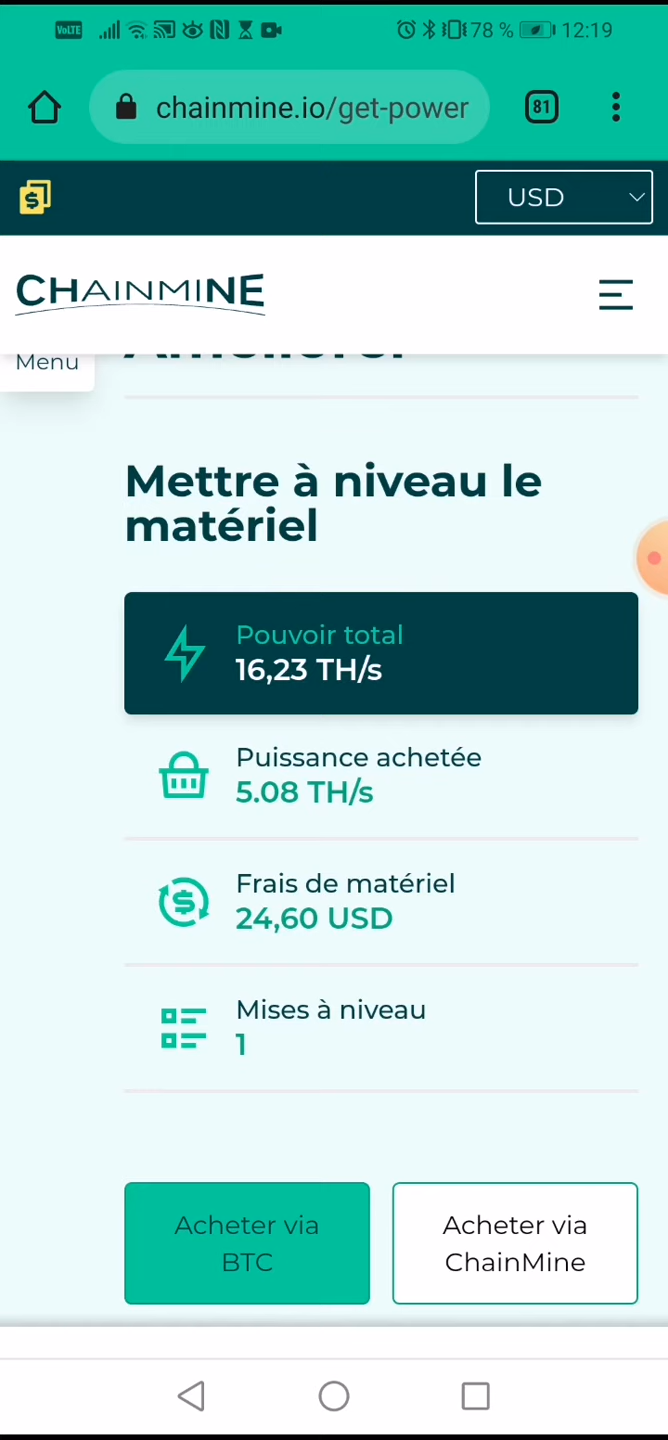 VoLTE 78 % 12:19
chainmine.io/get-power 81
USD
CHAINMINE
Menu
Améliorer
Mettre à niveau le
matériel
Pouvoir total
16,23 TH/s
Puissance achetée
5.08 TH/s
Frais de matériel
24,60 USD
Mises à niveau
1
Acheter via
BTC
Acheter via
ChainMine